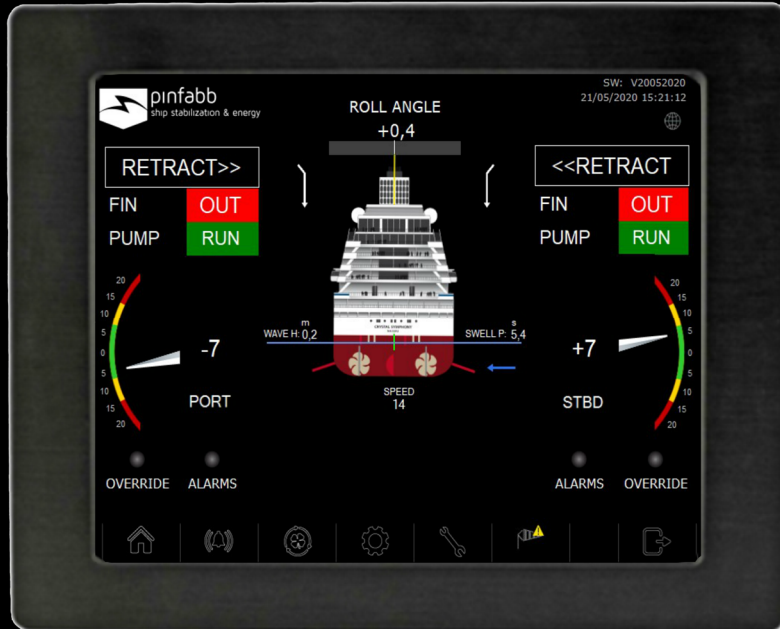 pinfabb
ship stabilization & energy
SW: V20052020
21/05/2020 15:21:12
ROLL ANGLE
+0,4
RETRACT>>
FIN OUT
PUMP RUN
<<RETRACT
FIN OUT
PUMP RUN
20
15
10
5
0
5
10
15
20
-7
PORT
m
WAVE H: 0,2
CRYSTAL SYMPHONY
s
SWELL P: 5,4
SPEED
14
+7
STBD
20
15
10
5
0
5
10
15
20
OVERRIDE
ALARMS
ALARMS
OVERRIDE